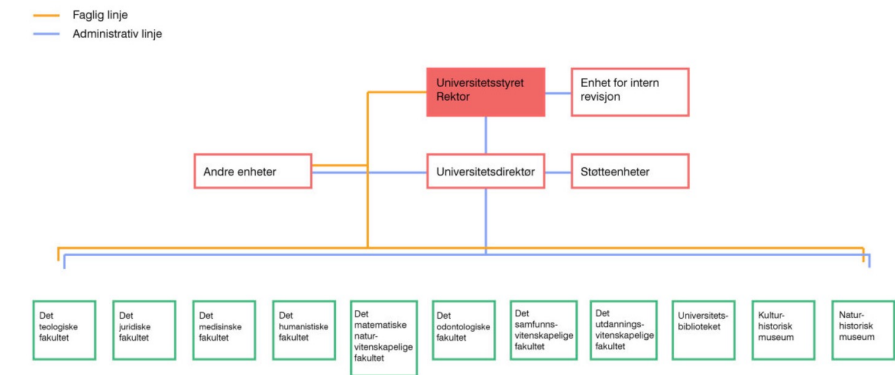 Faglig linje
Administrativ linje
Universitetsstyret
Rektor
Enhet for intern
revisjon
Andre enheter
Universitetsdirektør
Støtteenheter
Det
teologiske
fakultet
Det
juridiske
fakultet
Det
medisinske
fakultet
Det
humanistiske
fakultet
Det
matematiske
natur-
vitenskapelige
fakultet
Det
odontologiske
fakultet
Det
samfunns-
vitenskapelige
fakultet
Det
utdannings-
vitenskapelige
fakultet
Universitets-
biblioteket
Kultur-
historisk
museum
Natur-
historisk
museum